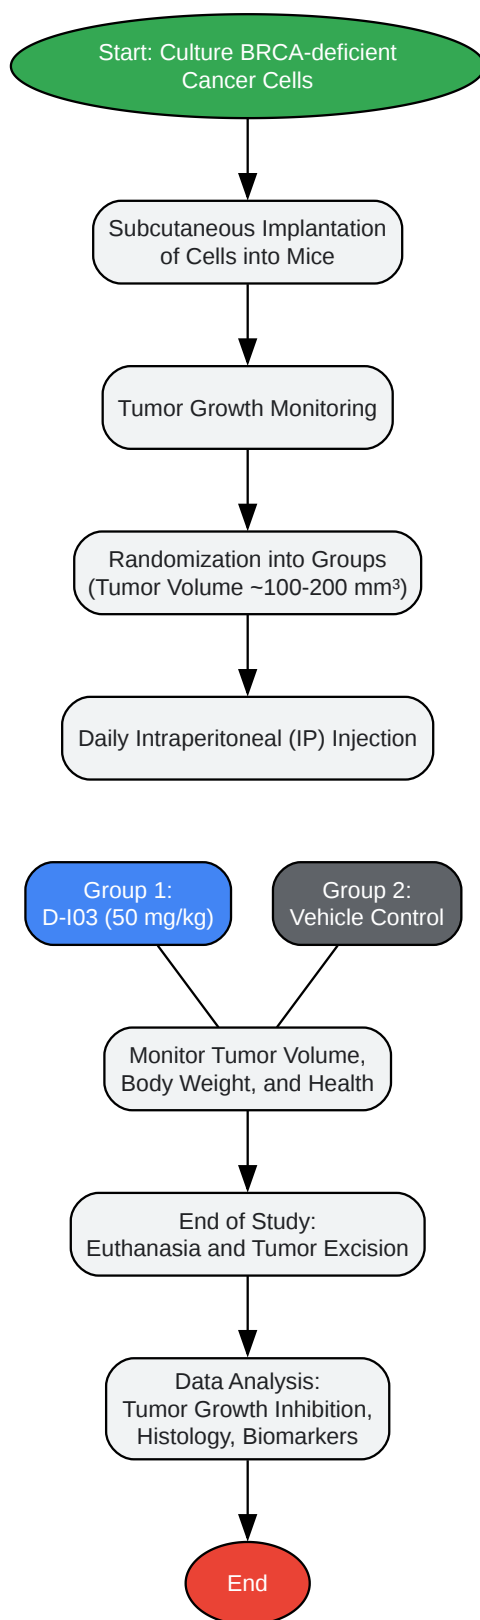 Start: Culture BRCA-deficient
Cancer Cells
Subcutaneous Implantation
of Cells into Mice
Tumor Growth Monitoring
Randomization into Groups
(Tumor Volume ~100-200 mm³)
Daily Intraperitoneal (IP) Injection
Group 1:
D-I03 (50 mg/kg)
Group 2:
Vehicle Control
Monitor Tumor Volume,
Body Weight, and Health
End of Study:
Euthanasia and Tumor Excision
Data Analysis:
Tumor Growth Inhibition,
Histology, Biomarkers
End